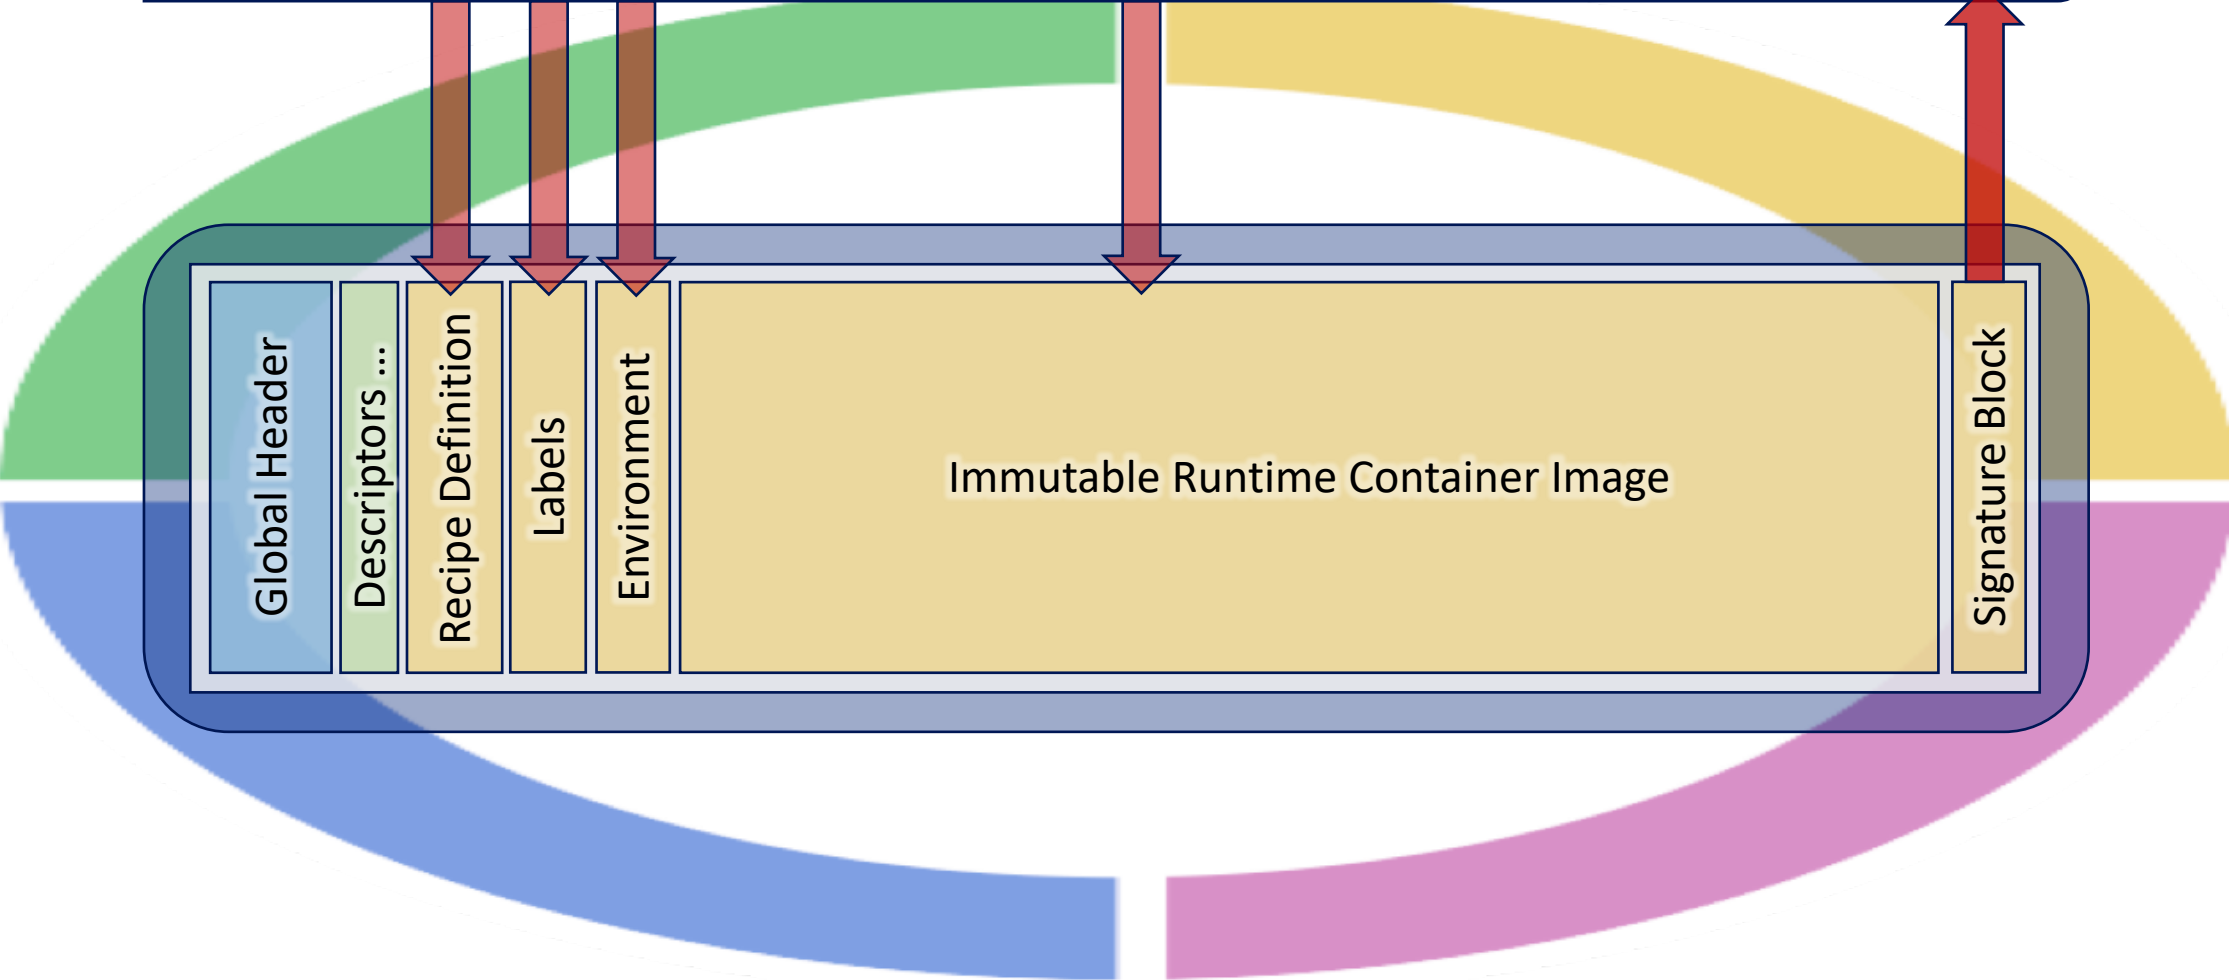 Global Header
Descriptors ...
Recipe Definition
Labels
Environment
Immutable Runtime Container Image
Signature Block